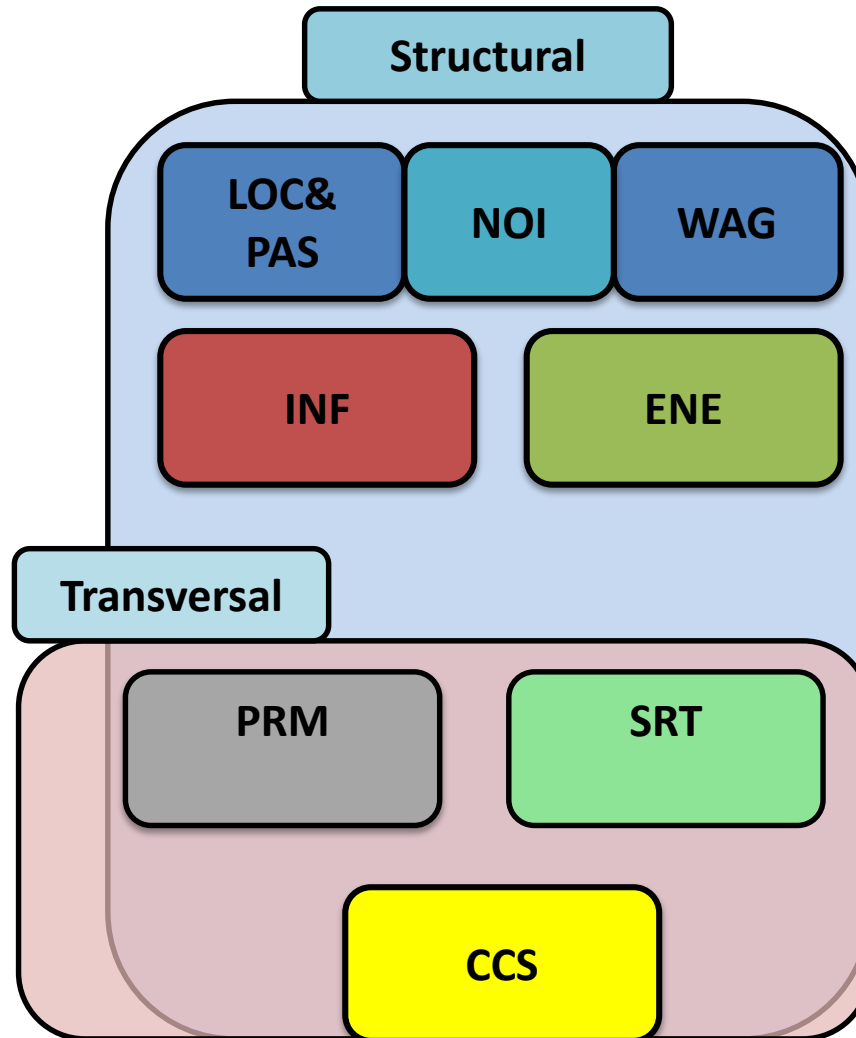 Structural
LOC&
PAS
NOI
WAG
INF
ENE
Transversal
PRM
SRT
CCS